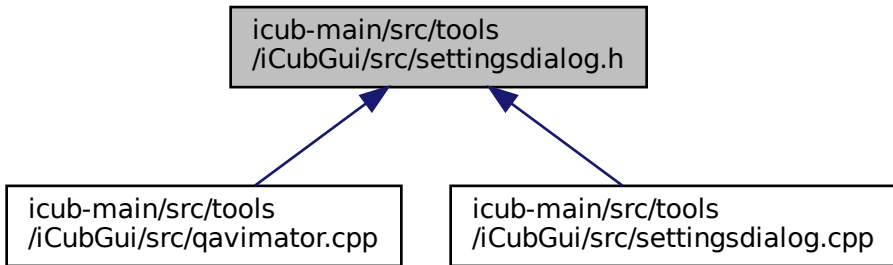 icub-main/src/tools
/iCubGui/src/settingsdialog.h
icub-main/src/tools
/iCubGui/src/qavimator.cpp
icub-main/src/tools
/iCubGui/src/settingsdialog.cpp